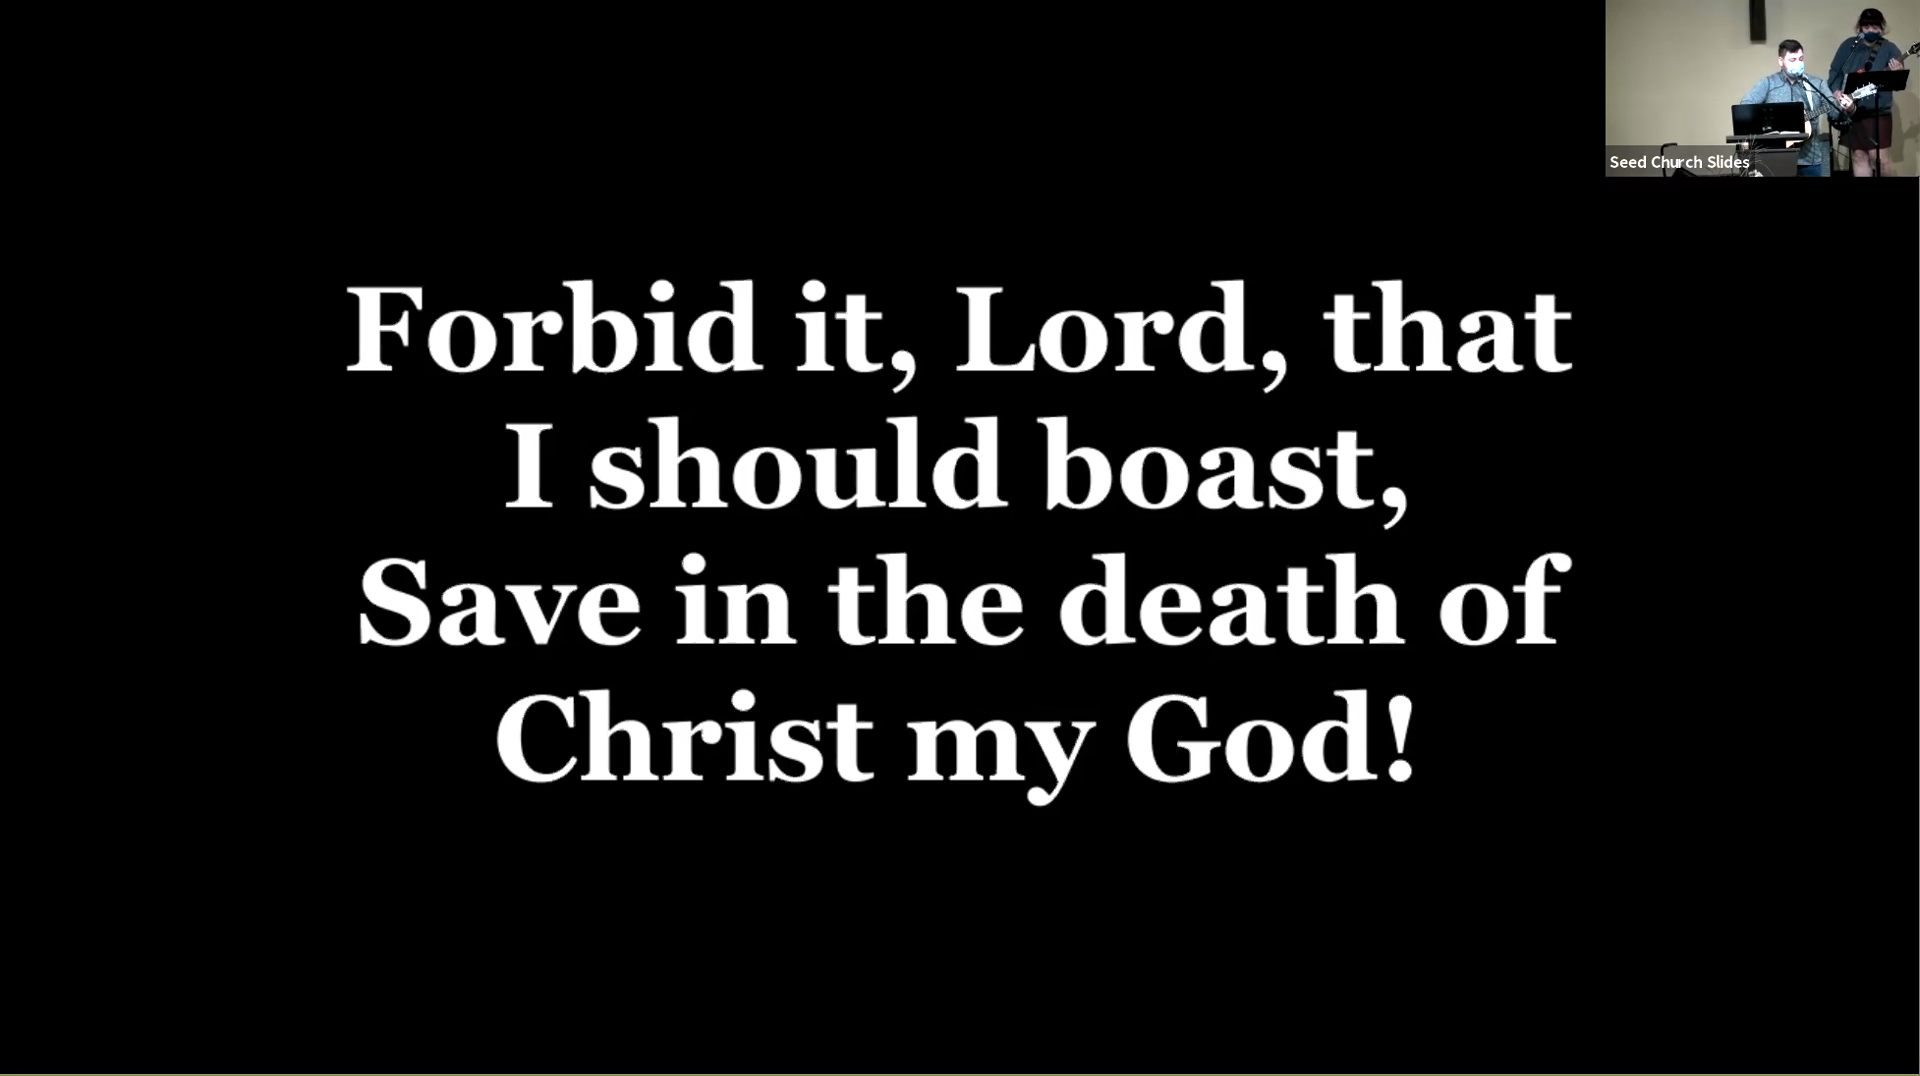 Seed Church Slides
Forbid it, Lord, that
I should boast,
Save in the death of
Christ my God!